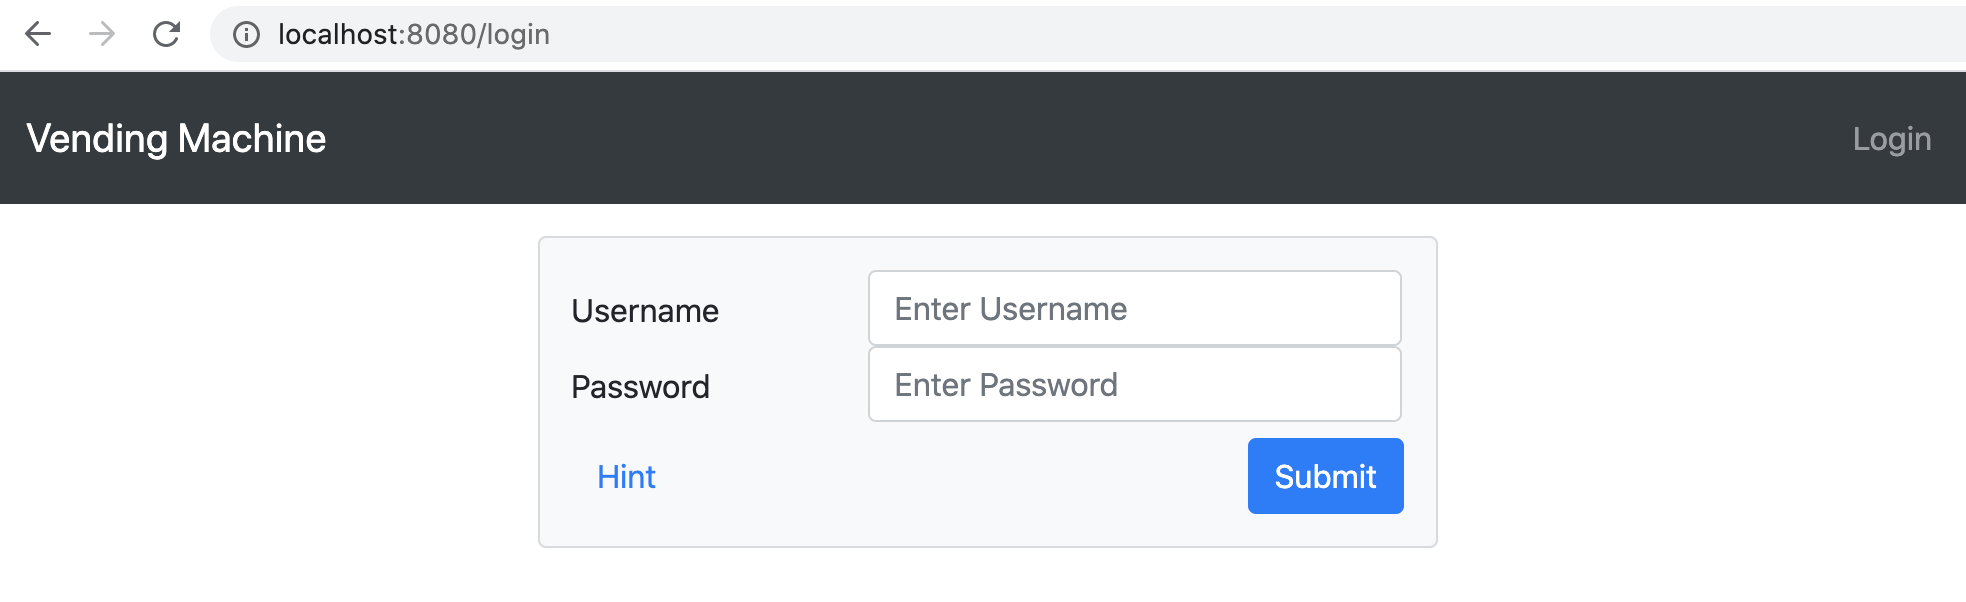 localhost:8080/login
Vending Machine
Login
Username
Enter Username
Password
Enter Password
Hint
Submit